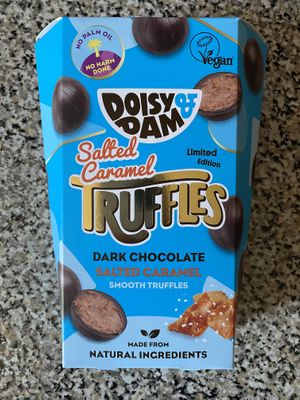 NO PALM OIL
NO HARM
DONE
Vegan
DOISY &
DAM
Salted
Caramel
Limited
Edition
TRUFFLES
DARK CHOCOLATE
SALTED CARAMEL
SMOOTH TRUFFLES
MADE FROM
NATURAL INGREDIENTS